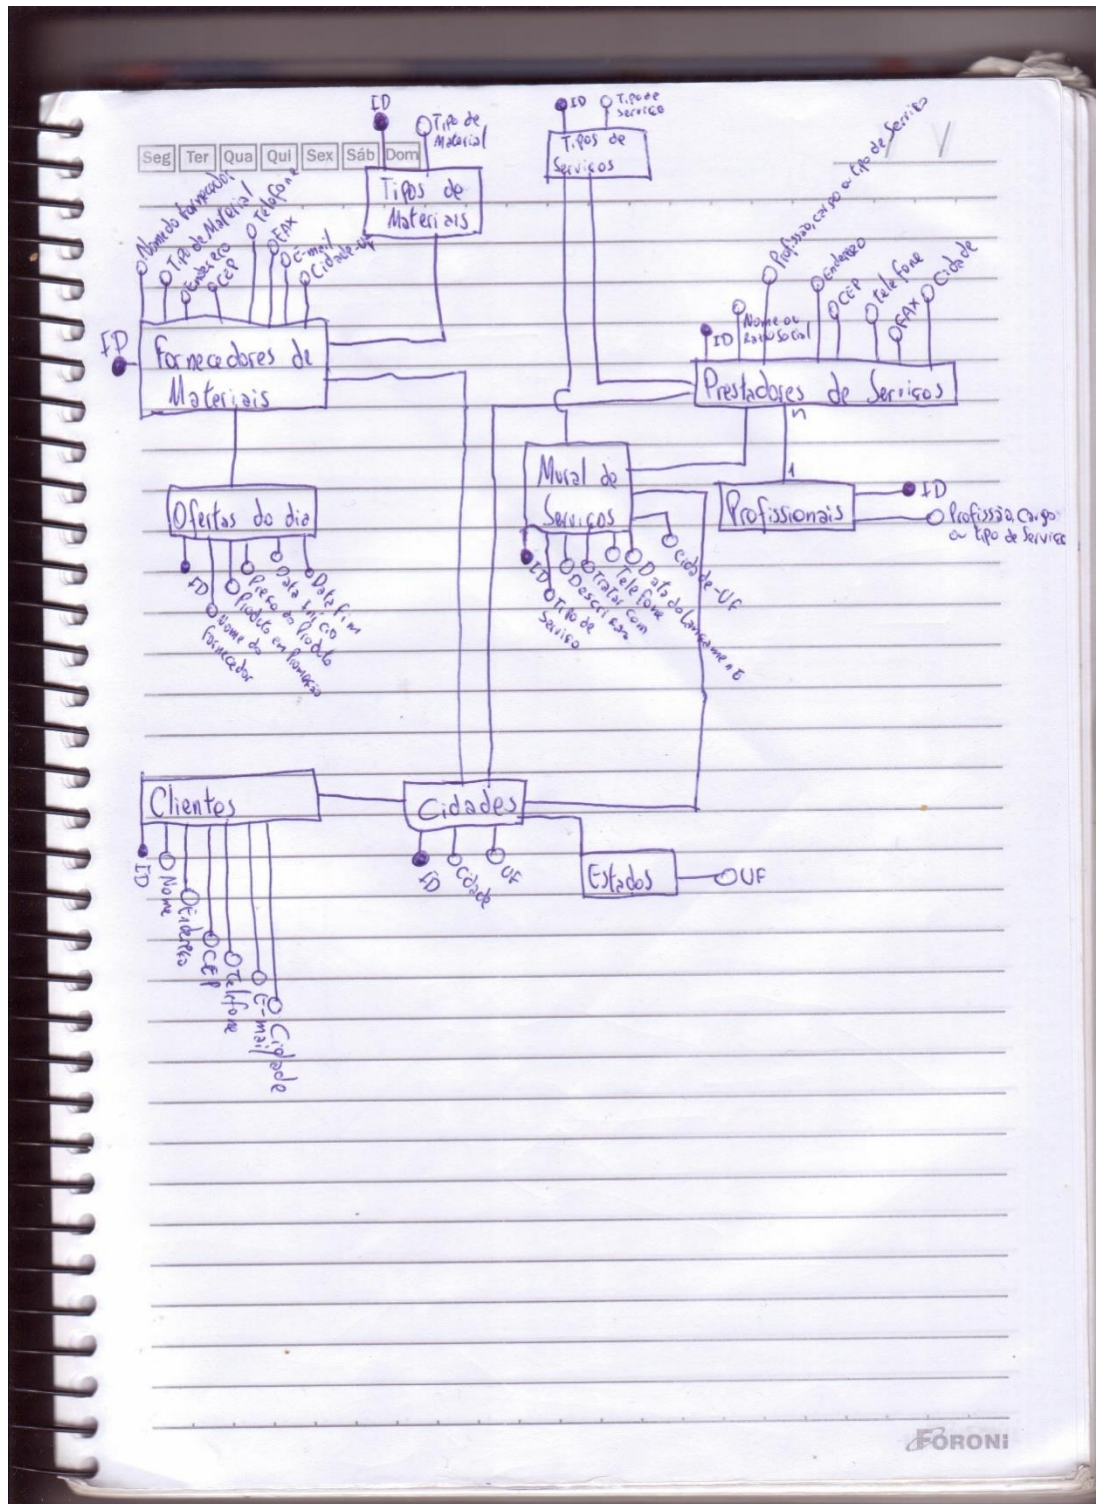 ID
Tipo de
Material
ID
Tipo de
Serviço
Seg Ter Qua Qui Sex Sáb Dom
Tipos de
Materiais
Tipos de
Serviços
Profissão, cargo ou tipo de Serviço
Nome do fornecedor
Tipo de Material
Endereço
CEP
Telefone
FAX
E-mail
Cidade-UF
ID
Fornecedores de
Materiais
ID
Nome ou
Razão Social
Endereço
CEP
Telefone
FAX
Cidade
Prestadores de Serviços
n
1
Ofertas do dia
ID
Nome do
fornecedor
Produto em Promoção
Preço do Produto
Data início
Data fim
Mural de
Serviços
ID
Tipo de
Serviço
Descrição
Tratar com
Telefone
Data do Lançament
Cidade-UF
Profissionais
ID
Profissão, Cargo
ou tipo de Serviço
Clientes
ID
Nome
Endereço
CEP
Telefone
E-mail
Cidade
Cidades
ID
Cidade
UF
Estados
UF
FORONI